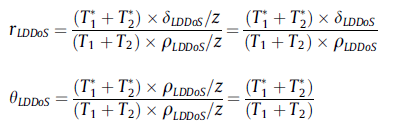 r_{LDDoS} = \frac{(T_1^* + T_2^*) \times \delta_{LDDoS}/z}{(T_1 + T_2) \times \rho_{LDDoS}/z} = \frac{(T_1^* + T_2^*) \times \delta_{LDDoS}}{(T_1 + T_2) \times \rho_{LDDoS}}
\theta_{LDDoS} = \frac{(T_1^* + T_2^*) \times \rho_{LDDoS}/z}{(T_1 + T_2) \times \rho_{LDDoS}/z} = \frac{(T_1^* + T_2^*)}{(T_1 + T_2)}